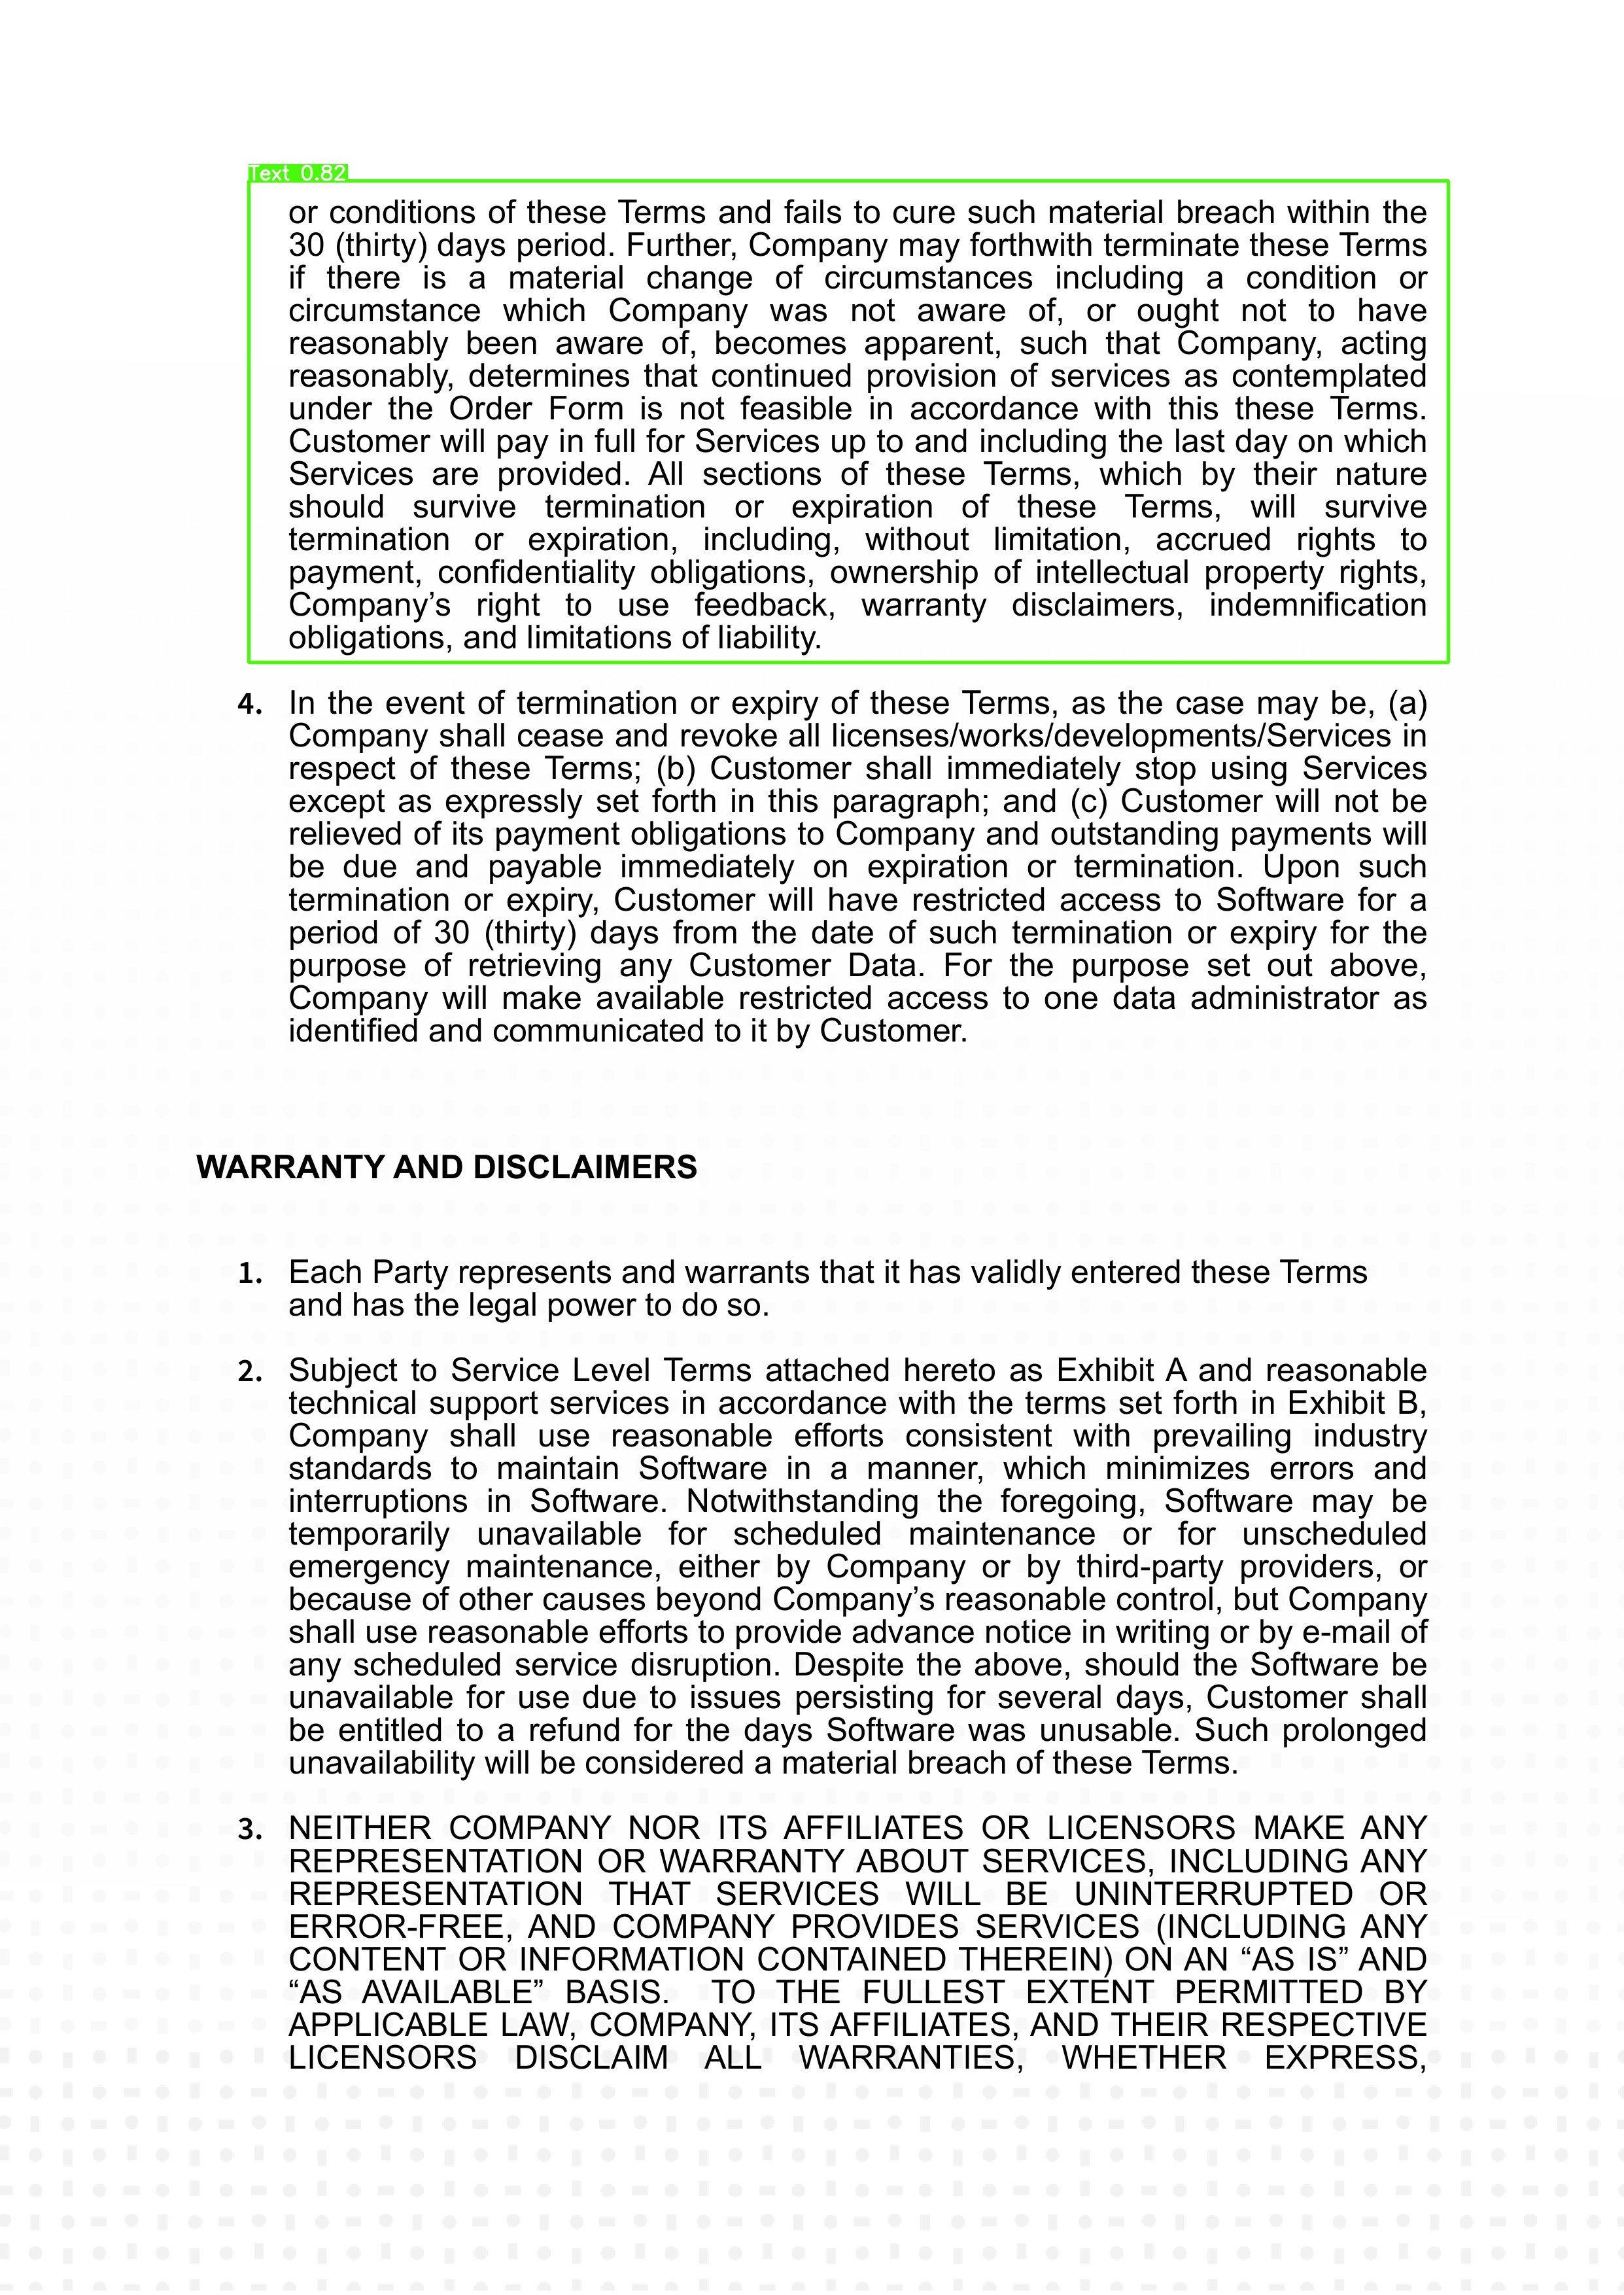 Text 0.82
or conditions of these Terms and fails to cure such material breach within the
30 (thirty) days period. Further, Company may forthwith terminate these Terms
if there is a material change of circumstances including a condition or
circumstance which Company was not aware of, or ought not to have
reasonably been aware of, becomes apparent, such that Company, acting
reasonably, determines that continued provision of services as contemplated
under the Order Form is not feasible in accordance with this these Terms.
Customer will pay in full for Services up to and including the last day on which
Services are provided. All sections of these Terms, which by their nature
should survive termination or expiration of these Terms, will survive
termination or expiration, including, without limitation, accrued rights to
payment, confidentiality obligations, ownership of intellectual property rights,
Company’s right to use feedback, warranty disclaimers, indemnification
obligations, and limitations of liability.
4. In the event of termination or expiry of these Terms, as the case may be, (a)
Company shall cease and revoke all licenses/works/developments/Services in
respect of these Terms; (b) Customer shall immediately stop using Services
except as expressly set forth in this paragraph; and (c) Customer will not be
relieved of its payment obligations to Company and outstanding payments will
be due and payable immediately on expiration or termination. Upon such
termination or expiry, Customer will have restricted access to Software for a
period of 30 (thirty) days from the date of such termination or expiry for the
purpose of retrieving any Customer Data. For the purpose set out above,
Company will make available restricted access to one data administrator as
identified and communicated to it by Customer.
WARRANTY AND DISCLAIMERS
1. Each Party represents and warrants that it has validly entered these Terms
and has the legal power to do so.
2. Subject to Service Level Terms attached hereto as Exhibit A and reasonable
technical support services in accordance with the terms set forth in Exhibit B,
Company shall use reasonable efforts consistent with prevailing industry
standards to maintain Software in a manner, which minimizes errors and
interruptions in Software. Notwithstanding the foregoing, Software may be
temporarily unavailable for scheduled maintenance or for unscheduled
emergency maintenance, either by Company or by third-party providers, or
because of other causes beyond Company’s reasonable control, but Company
shall use reasonable efforts to provide advance notice in writing or by e-mail of
any scheduled service disruption. Despite the above, should the Software be
unavailable for use due to issues persisting for several days, Customer shall
be entitled to a refund for the days Software was unusable. Such prolonged
unavailability will be considered a material breach of these Terms.
3. NEITHER COMPANY NOR ITS AFFILIATES OR LICENSORS MAKE ANY
REPRESENTATION OR WARRANTY ABOUT SERVICES, INCLUDING ANY
REPRESENTATION THAT SERVICES WILL BE UNINTERRUPTED OR
ERROR-FREE, AND COMPANY PROVIDES SERVICES (INCLUDING ANY
CONTENT OR INFORMATION CONTAINED THEREIN) ON AN “AS IS” AND
“AS AVAILABLE” BASIS. TO THE FULLEST EXTENT PERMITTED BY
APPLICABLE LAW, COMPANY, ITS AFFILIATES, AND THEIR RESPECTIVE
LICENSORS DISCLAIM ALL WARRANTIES, WHETHER EXPRESS,